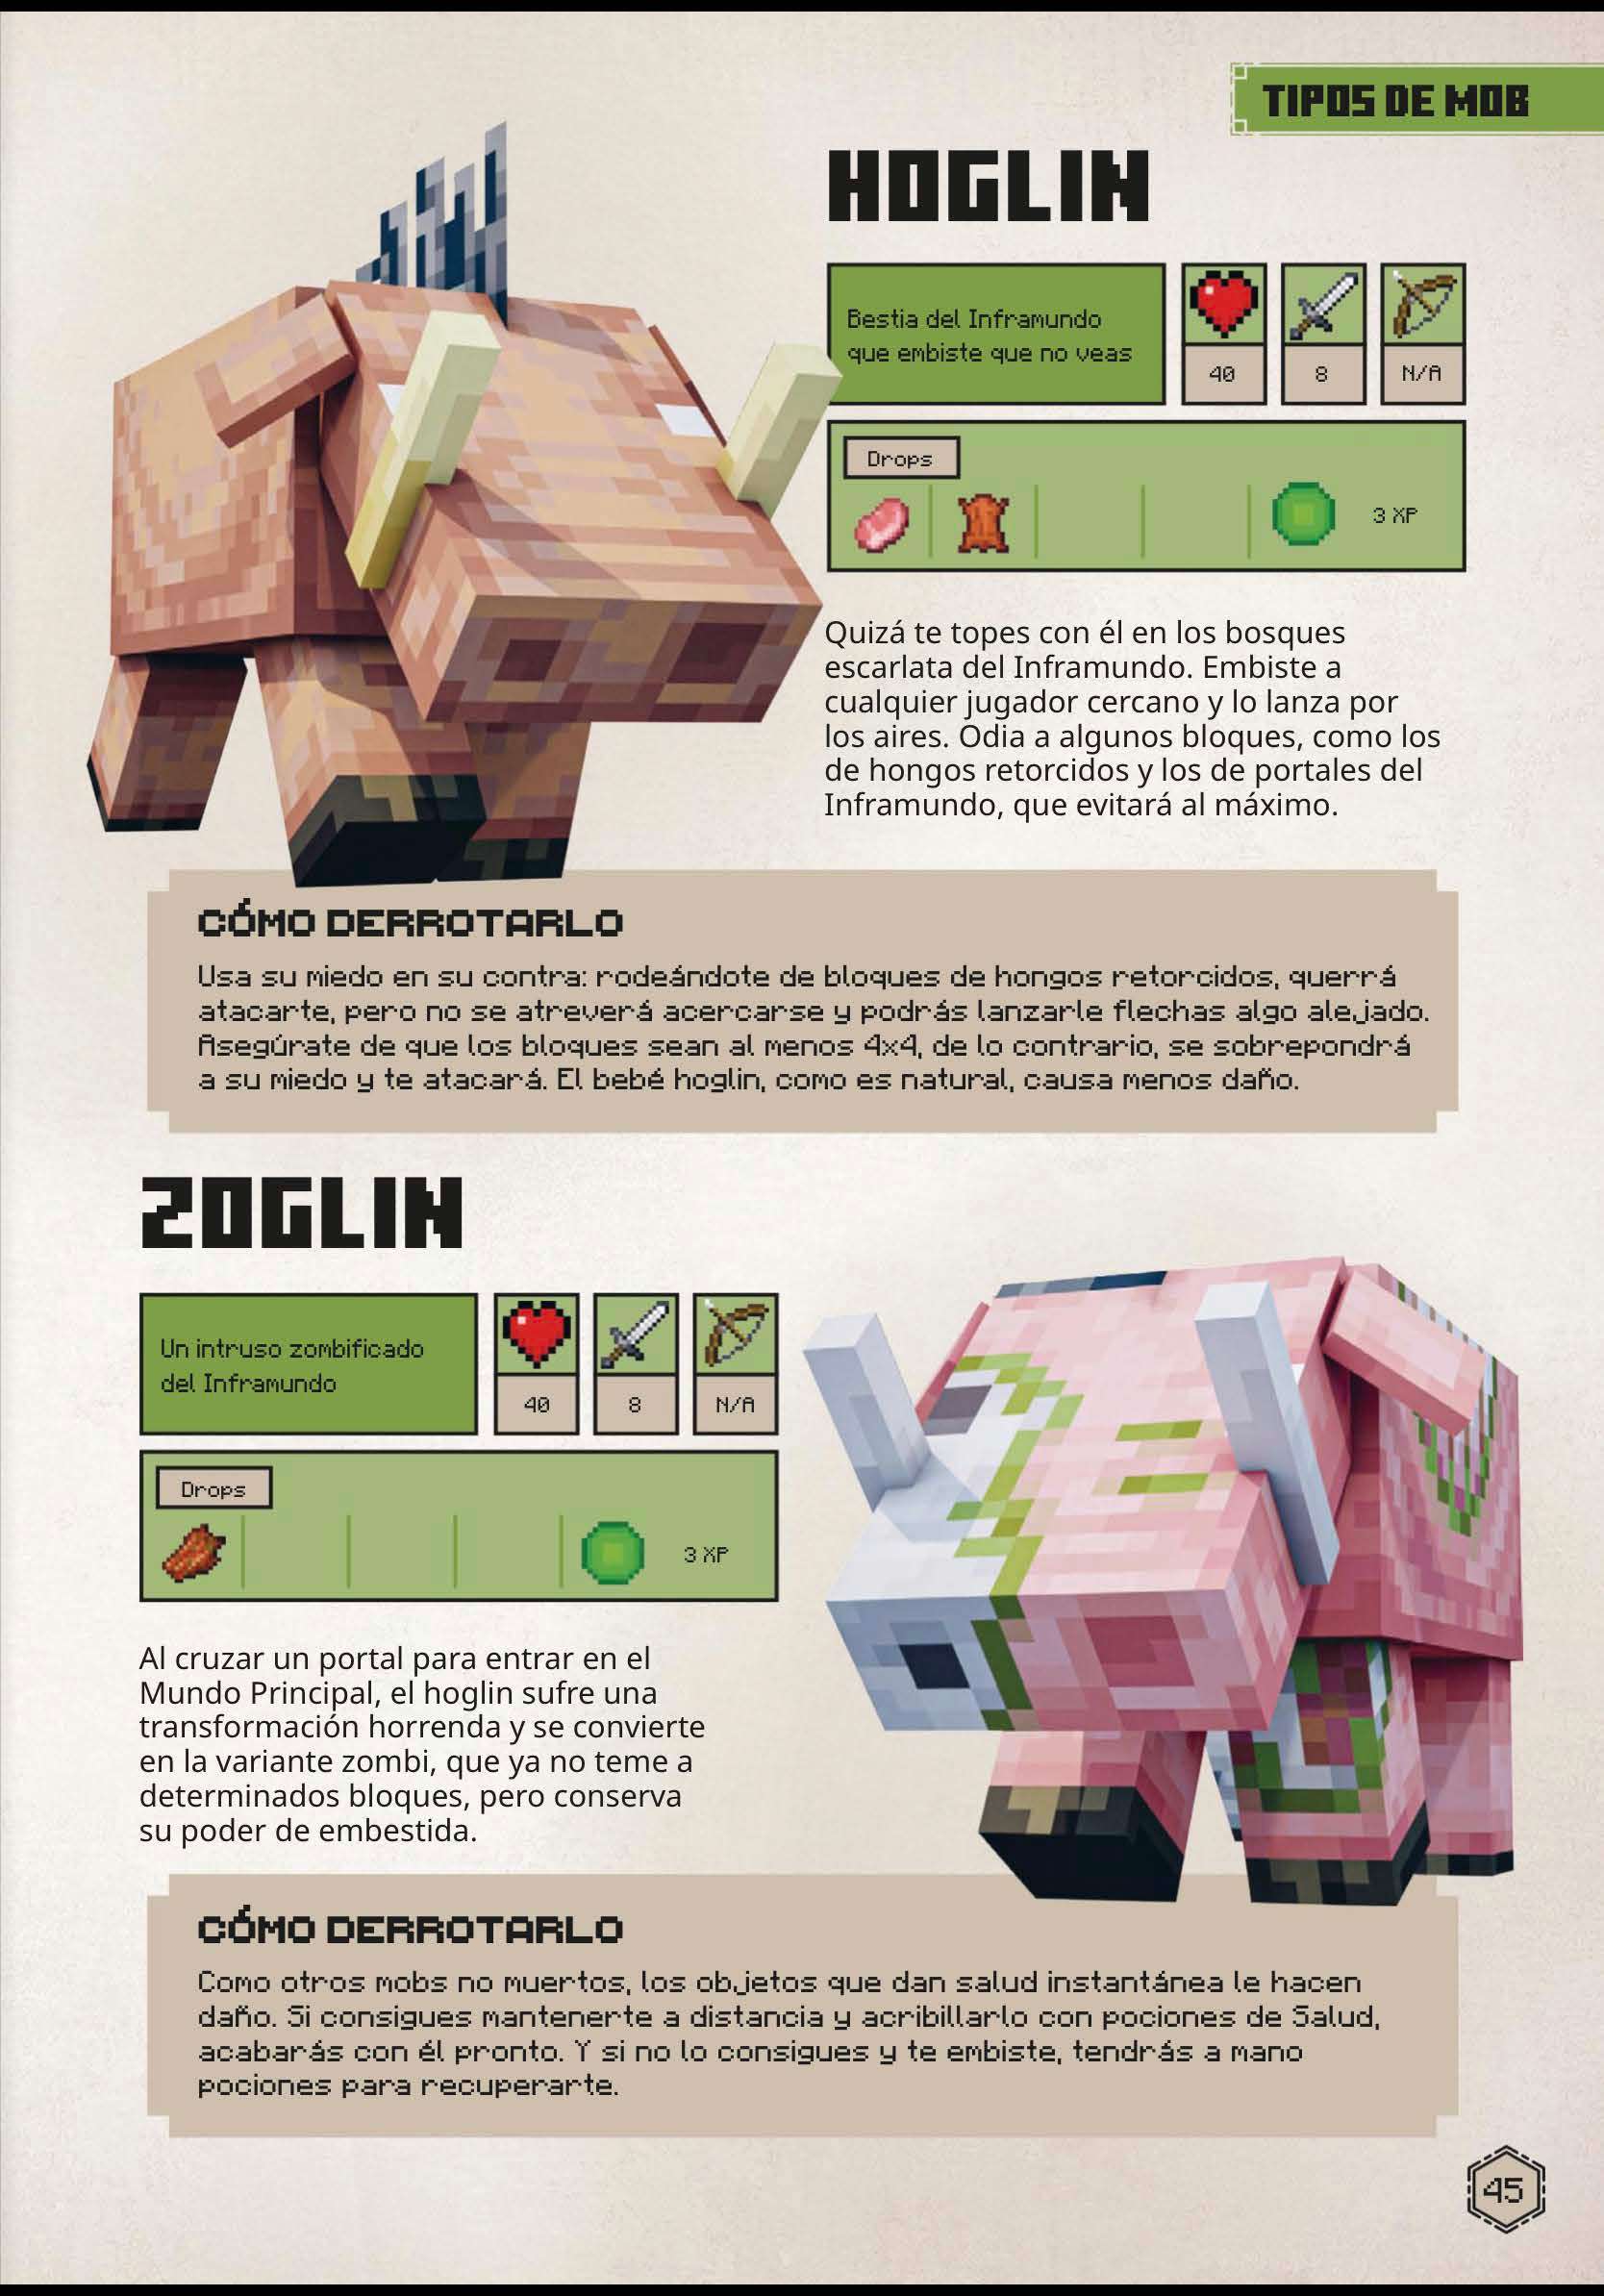 TIPOS DE MOB
HOGLIN
Bestia del Inframundo
que embiste que no veas
40
8
N/A
Drops
3 XP
Quizá te topes con él en los bosques
escarlata del Inframundo. Embiste a
cualquier jugador cercano y lo lanza por
los aires. Odia a algunos bloques, como los
de hongos retorcidos y los de portales del
Inframundo, que evitará al máximo.
CÓMO DERROTARLO
Usa su miedo en su contra: rodeándote de bloques de hongos retorcidos, querrá
atacarte, pero no se atreverá acercarse y podrás lanzarle flechas algo alejado.
Asegúrate de que los bloques sean al menos 4x4, de lo contrario, se sobrepondrá
a su miedo y te atacará. El bebé hoglin, como es natural, causa menos daño.
ZOGLIN
Un intruso zombificado
del Inframundo
40
8
N/A
Drops
3 XP
Al cruzar un portal para entrar en el
Mundo Principal, el hoglin sufre una
transformación horrenda y se convierte
en la variante zombi, que ya no teme a
determinados bloques, pero conserva
su poder de embestida.
CÓMO DERROTARLO
Como otros mobs no muertos, los objetos que dan salud instantánea le hacen
daño. Si consigues mantenerte a distancia y acribillarlo con pociones de Salud,
acabarás con él pronto. Y si no lo consigues y te embiste, tendrás a mano
pociones para recuperarte.
45